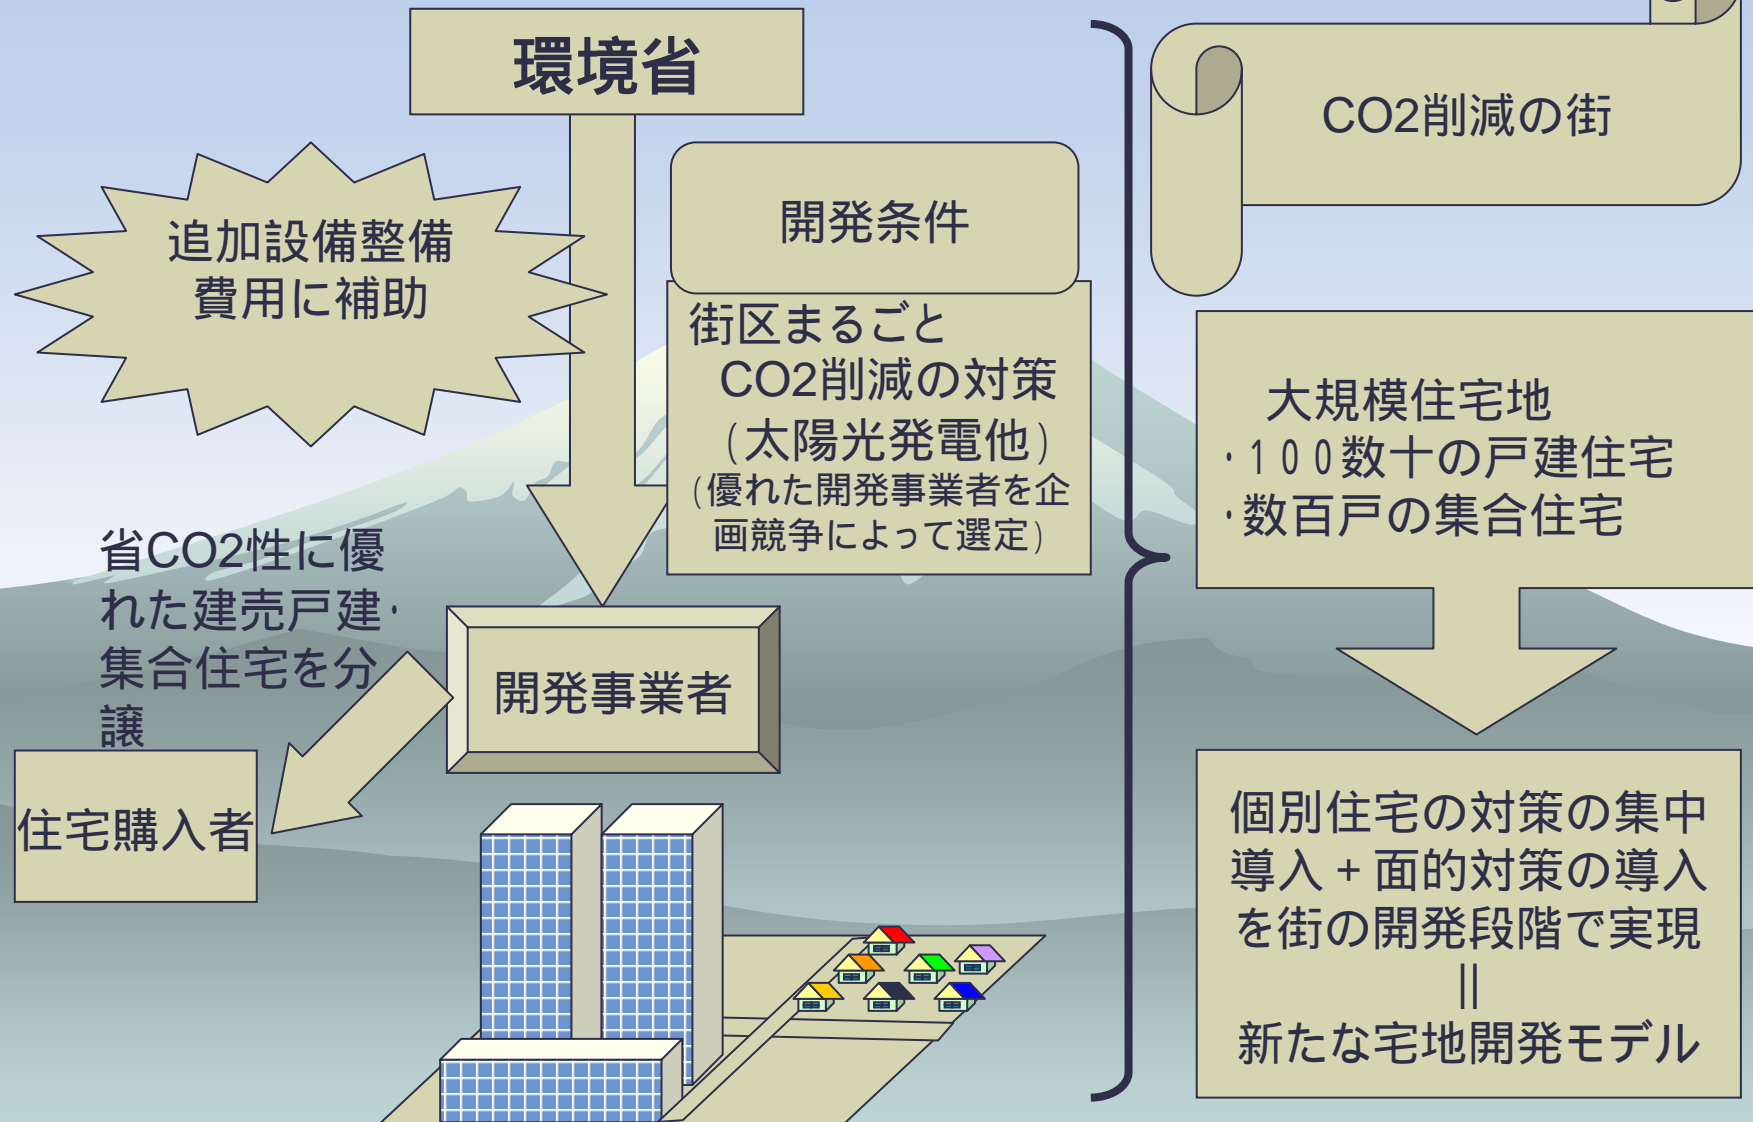 環境省
追加設備整備
費用に補助
開発条件
街区まるごと
CO2削減の対策
（太陽光発電他）
（優れた開発事業者を企
画競争によって選定）
省CO2性に優
れた建売戸建・
集合住宅を分
譲
開発事業者
住宅購入者
CO2削減の街
大規模住宅地
・１００数十の戸建住宅
・数百戸の集合住宅
個別住宅の対策の集中
導入＋面的対策の導入
を街の開発段階で実現
||
新たな宅地開発モデル